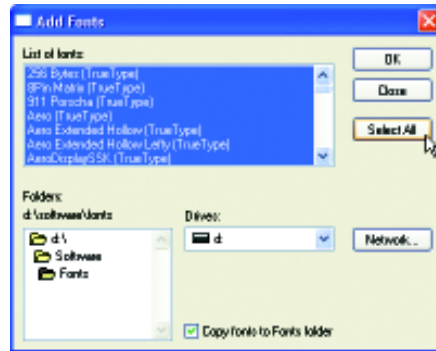 Add Fonts
List of fonts:
256 Bytes (TrueType)
8Pin Matrix (TrueType)
911 Porscha (TrueType)
Aero (TrueType)
Aero Extended Hollow (TrueType)
Aero Extended Hollow Lefty (TrueType)
AeroDisplaySSK (TrueType)
OK
Close
Select All
Folders:
d:\software\fonts
Drives:
d:\
Software
Fonts
d:
Network...
Copy fonts to Fonts folder